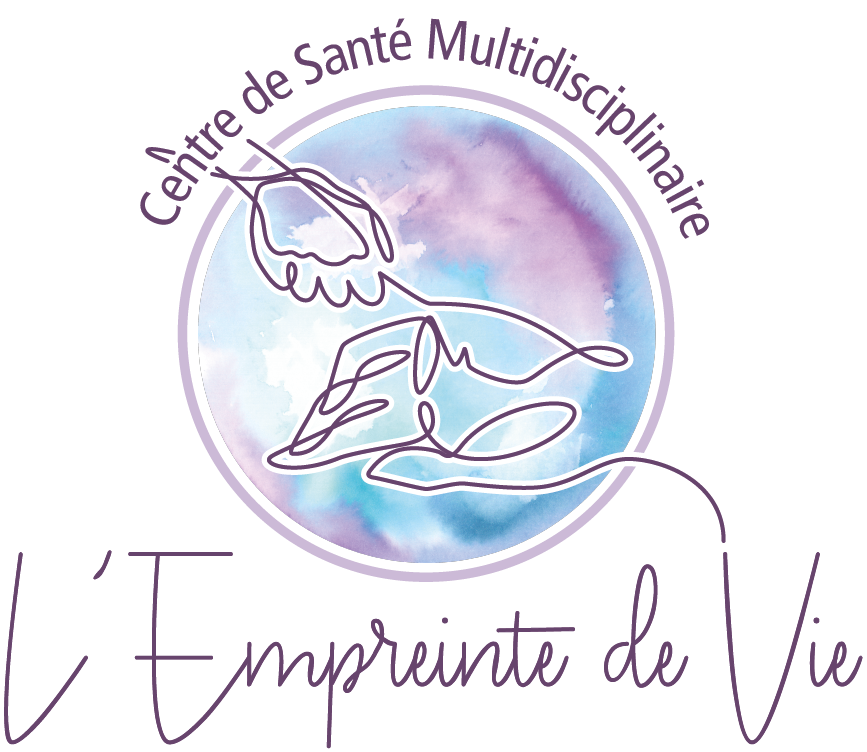 Centre de Santé Multidisciplinaire
L'Empreinte de Vie